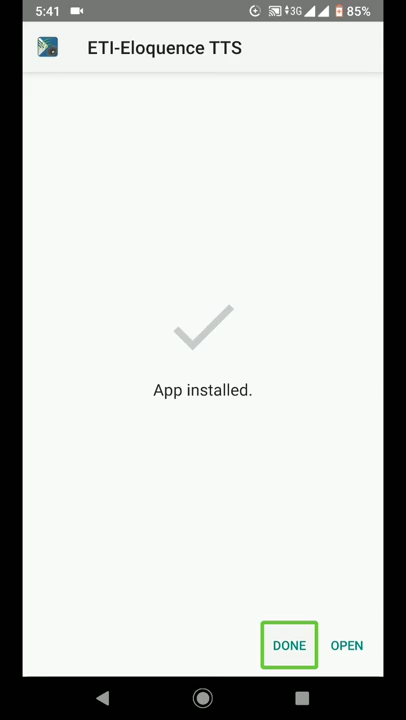 5:41 3G 85%
ETI-Eloquence TTS
App installed.
DONE OPEN